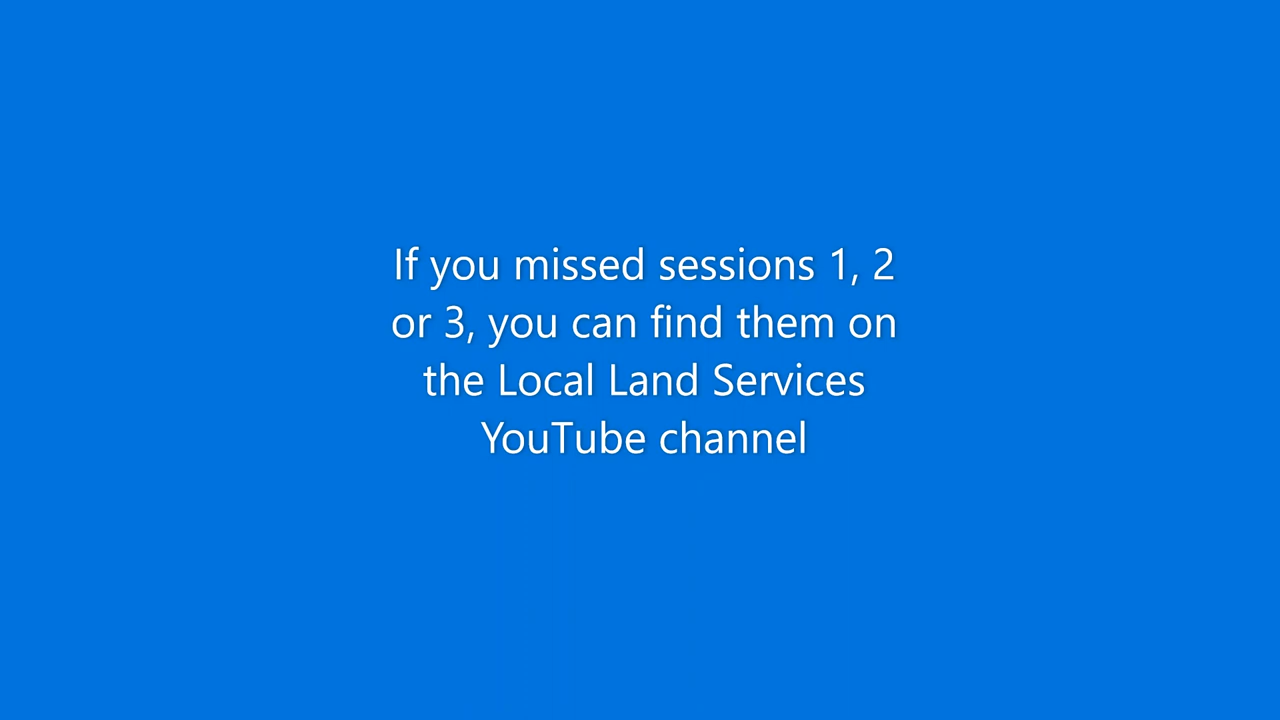 If you missed sessions 1, 2
or 3, you can find them on
the Local Land Services
YouTube channel